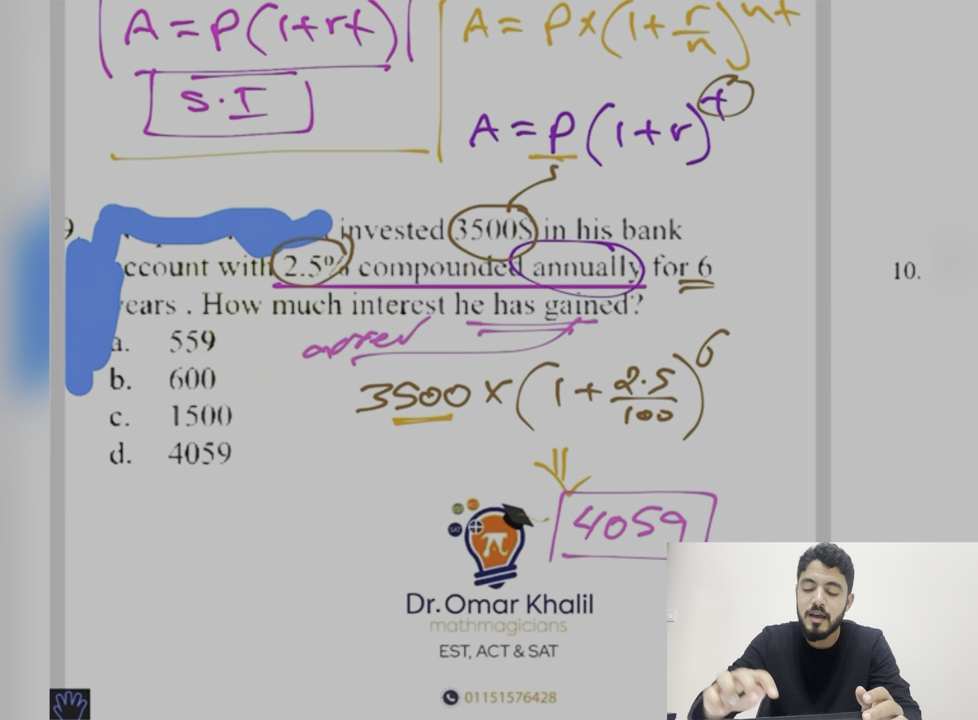 A = P(1+rt)
S.I
A = P×(1+r/n)^nt
A = P(1+r)^t
9
invested 3500$ in his bank
ccount with 2.5% compounded annually for 6
ears . How much interest he has gained?
a. 559
b. 600
c. 1500
d. 4059
10.
3500 × (1 + 2.5/100)^6
4059
SAT
π
Dr. Omar Khalil
mathmagicians
EST, ACT & SAT
01151576428